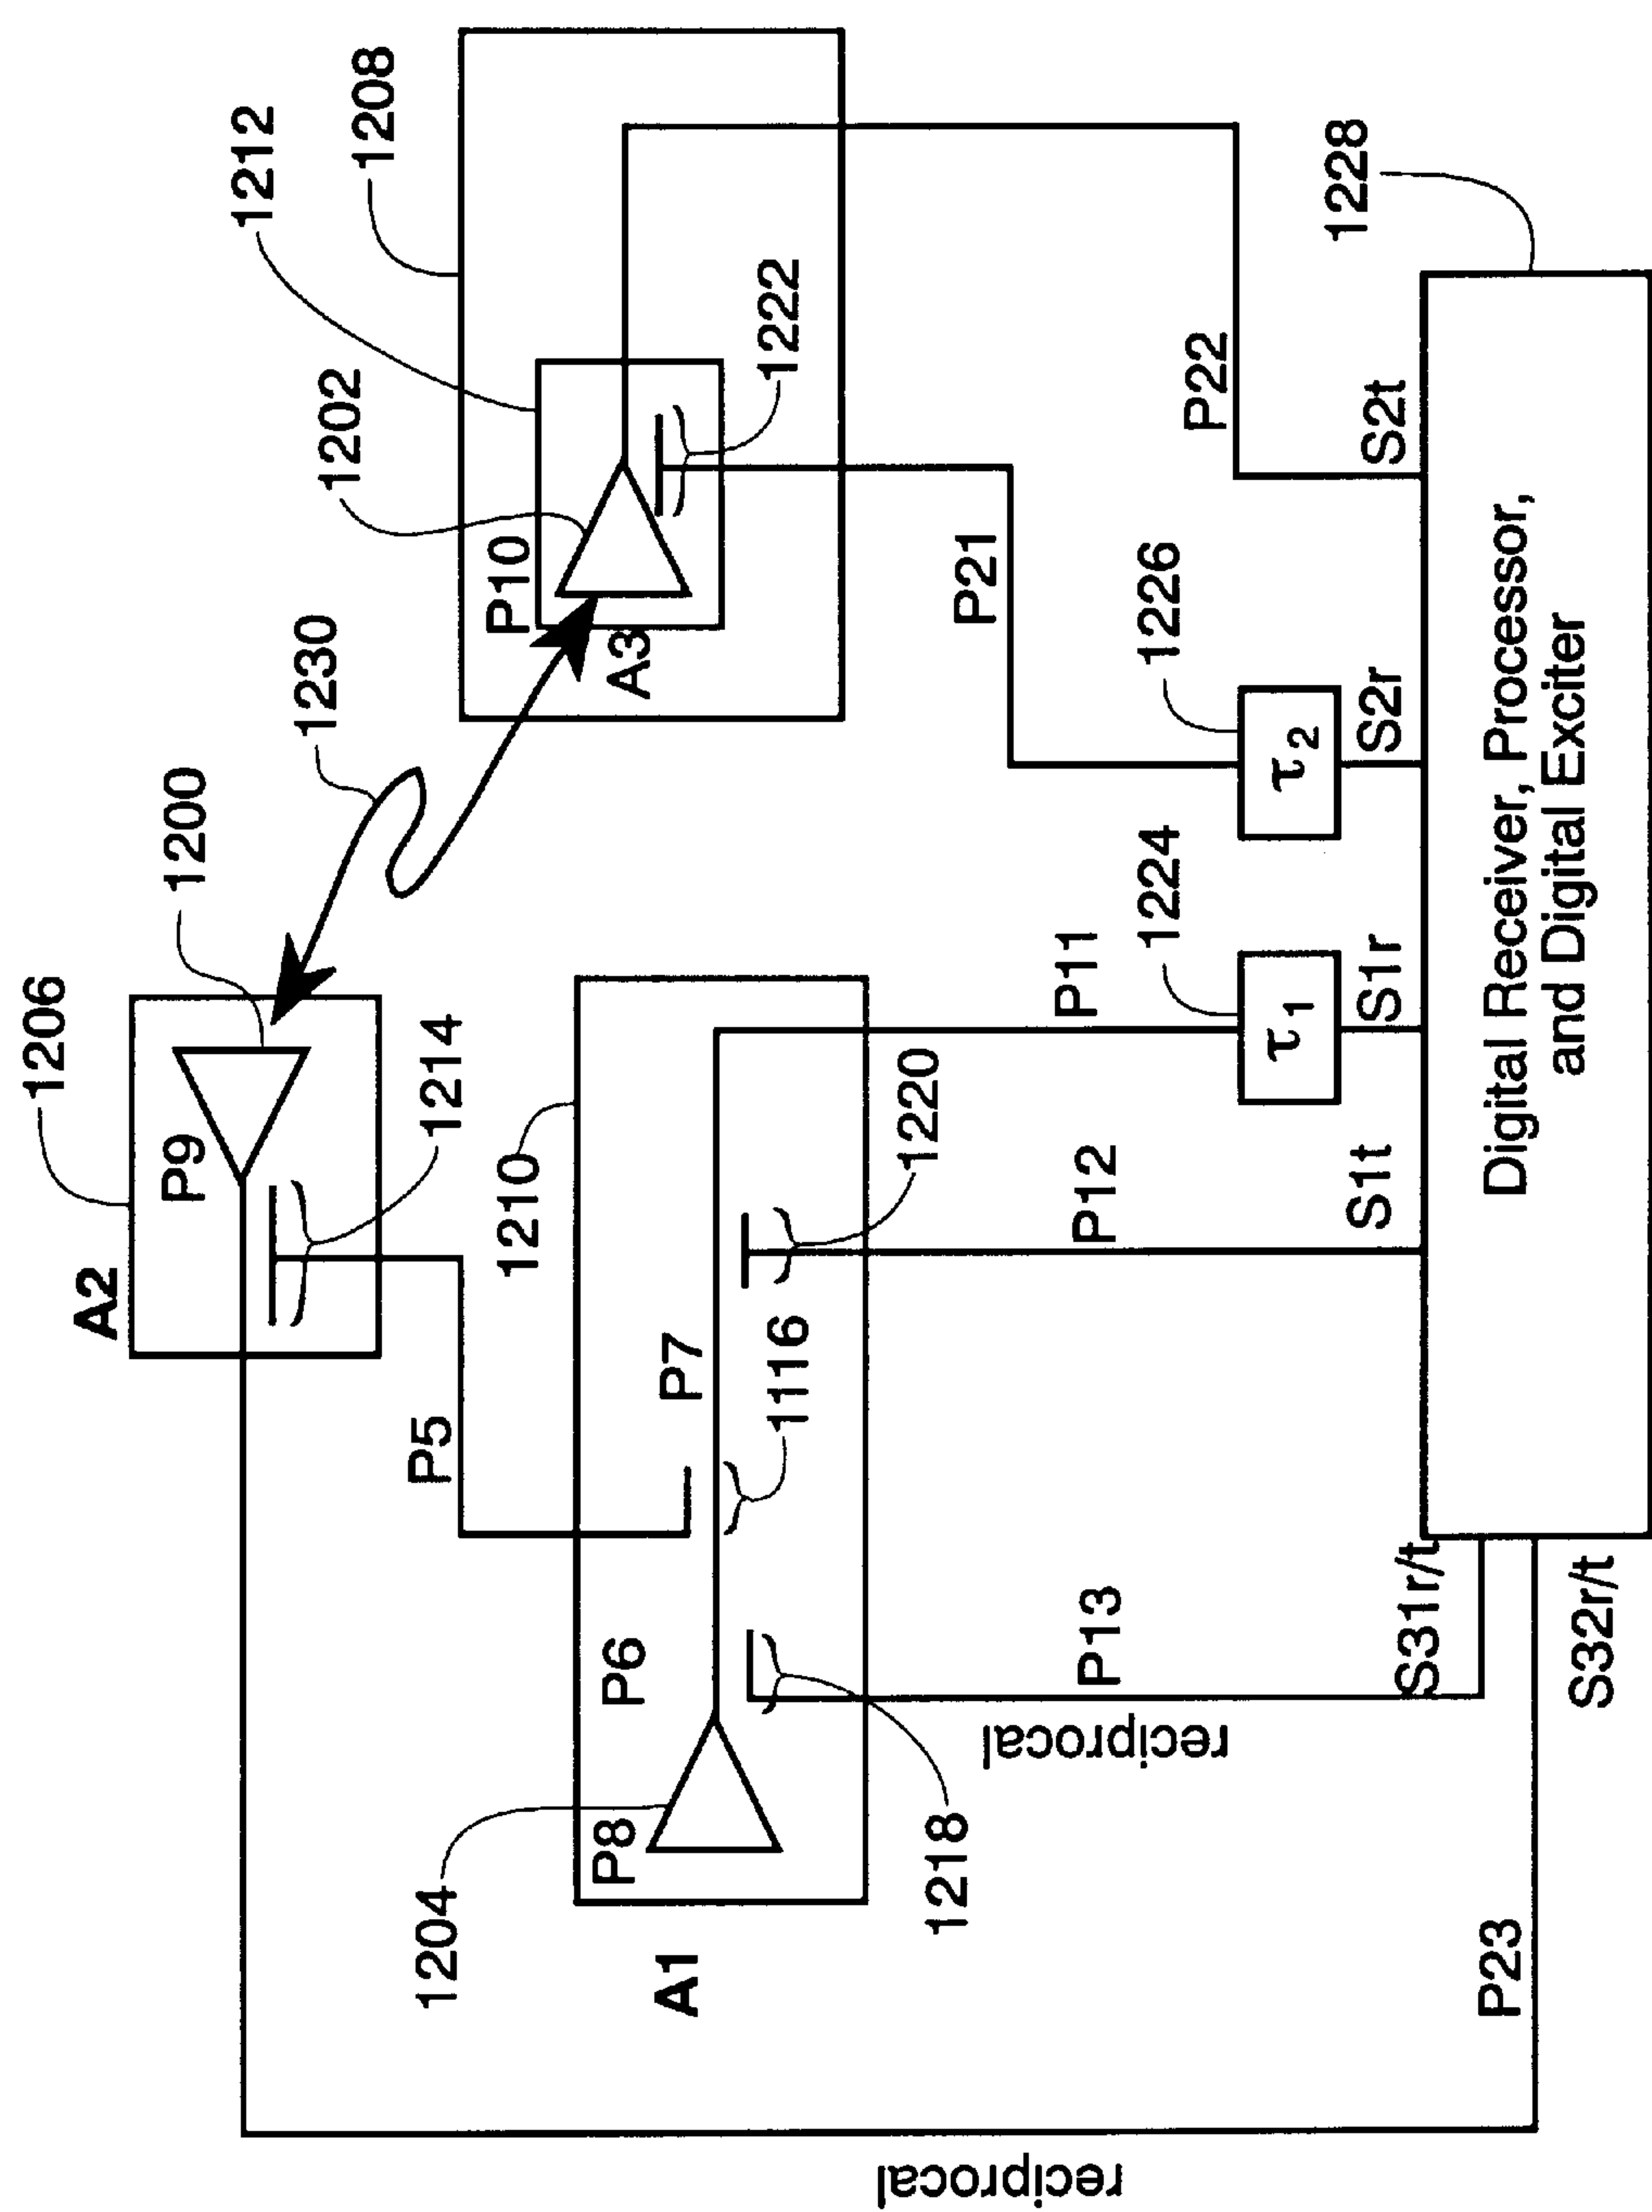 1206
A2
P9
1200
1214
1230
P5
1210
P8
P6
P7
1116
1220
1204
A1
1218
1208
1212
1202
P10
A3
1222
P11
P12
P13
reciprocal
P21
P22
1224
τ1
1226
τ2
1228
S31r/t
S1t
S1r
S2r
S2t
Digital Receiver, Processor,
and Digital Exciter
P23
S32r/t
reciprocal